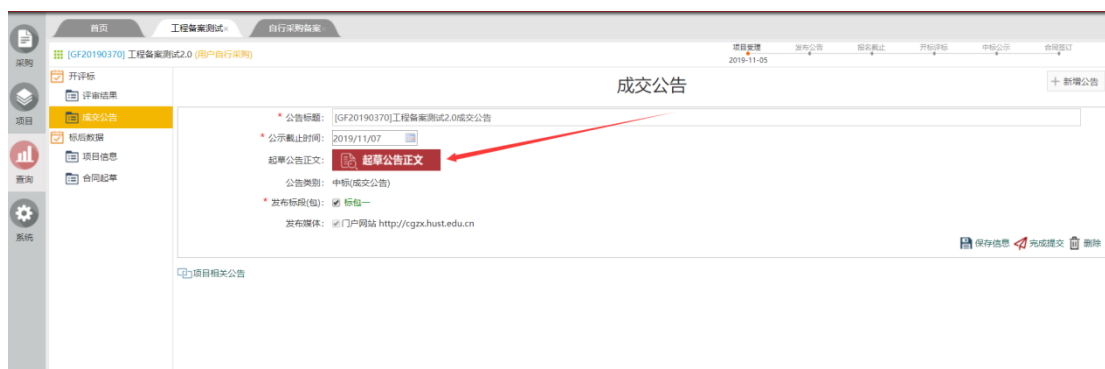 首页
工程备案测试×
自行采购备案×
采购
项目
查询
系统
[GF20190370] 工程备案测试2.0 (用户自行采购)
项目受理
2019-11-05
发布公告
报名截止
开标评标
中标公示
合同签订
开评标
评审结果
成交公告
标后数据
项目信息
合同起草
成交公告
+ 新增公告
* 公告标题: [GF20190370]工程备案测试2.0成交公告
* 公示截止时间: 2019/11/07
起草公告正文: 起草公告正文
公告类别: 中标(成交公告)
* 发布标段(包): 标包一
发布媒体: 门户网站 http://cgzx.hust.edu.cn
保存信息 完成提交 删除
项目相关公告